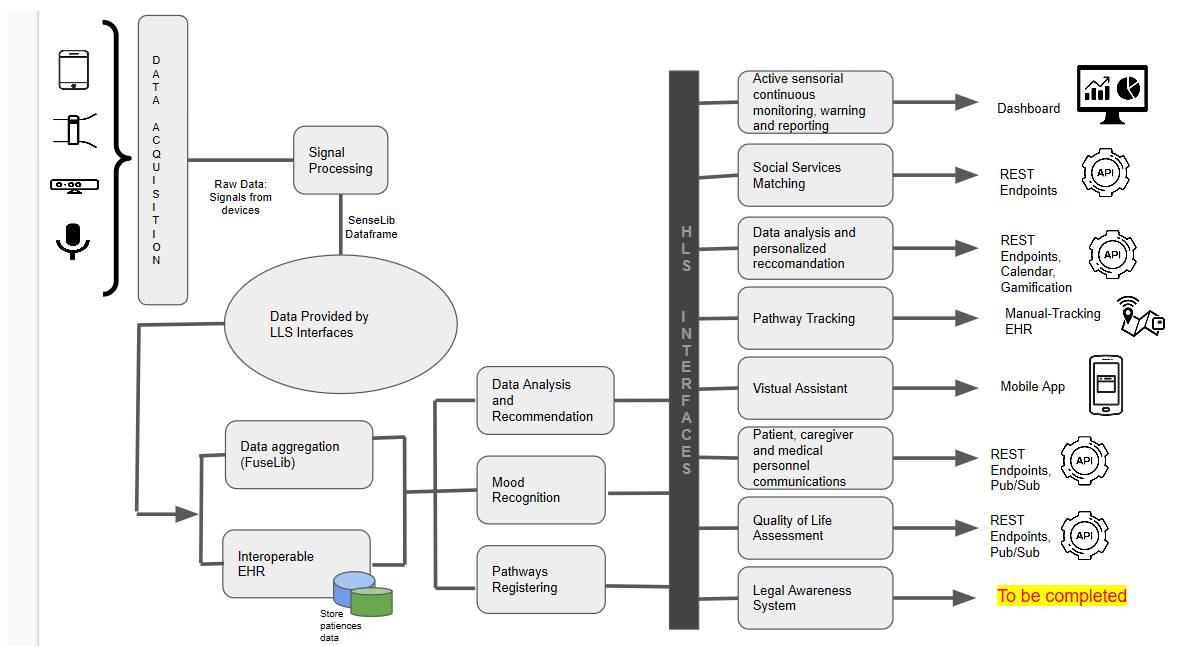 DATA ACQUISITION
Raw Data:
Signals from
devices
Signal
Processing
SenseLib
Dataframe
Data Provided by
LLS Interfaces
Data aggregation
(FuseLib)
Interoperable
EHR
Store
patiences
data
Data Analysis
and
Recommendation
Mood
Recognition
Pathways
Registering
HLS INTERFACES
Active sensorial
continuous
monitoring, warning
and reporting
Dashboard
Social Services
Matching
REST
Endpoints
API
Data analysis and
personalized
reccomandation
REST
Endpoints,
Calendar,
Gamification
API
Pathway Tracking
Manual-Tracking
EHR
Vistual Assistant
Mobile App
Patient, caregiver
and medical
personnel
communications
REST
Endpoints,
Pub/Sub
API
Quality of Life
Assessment
REST
Endpoints,
Pub/Sub
API
Legal Awareness
System
To be completed